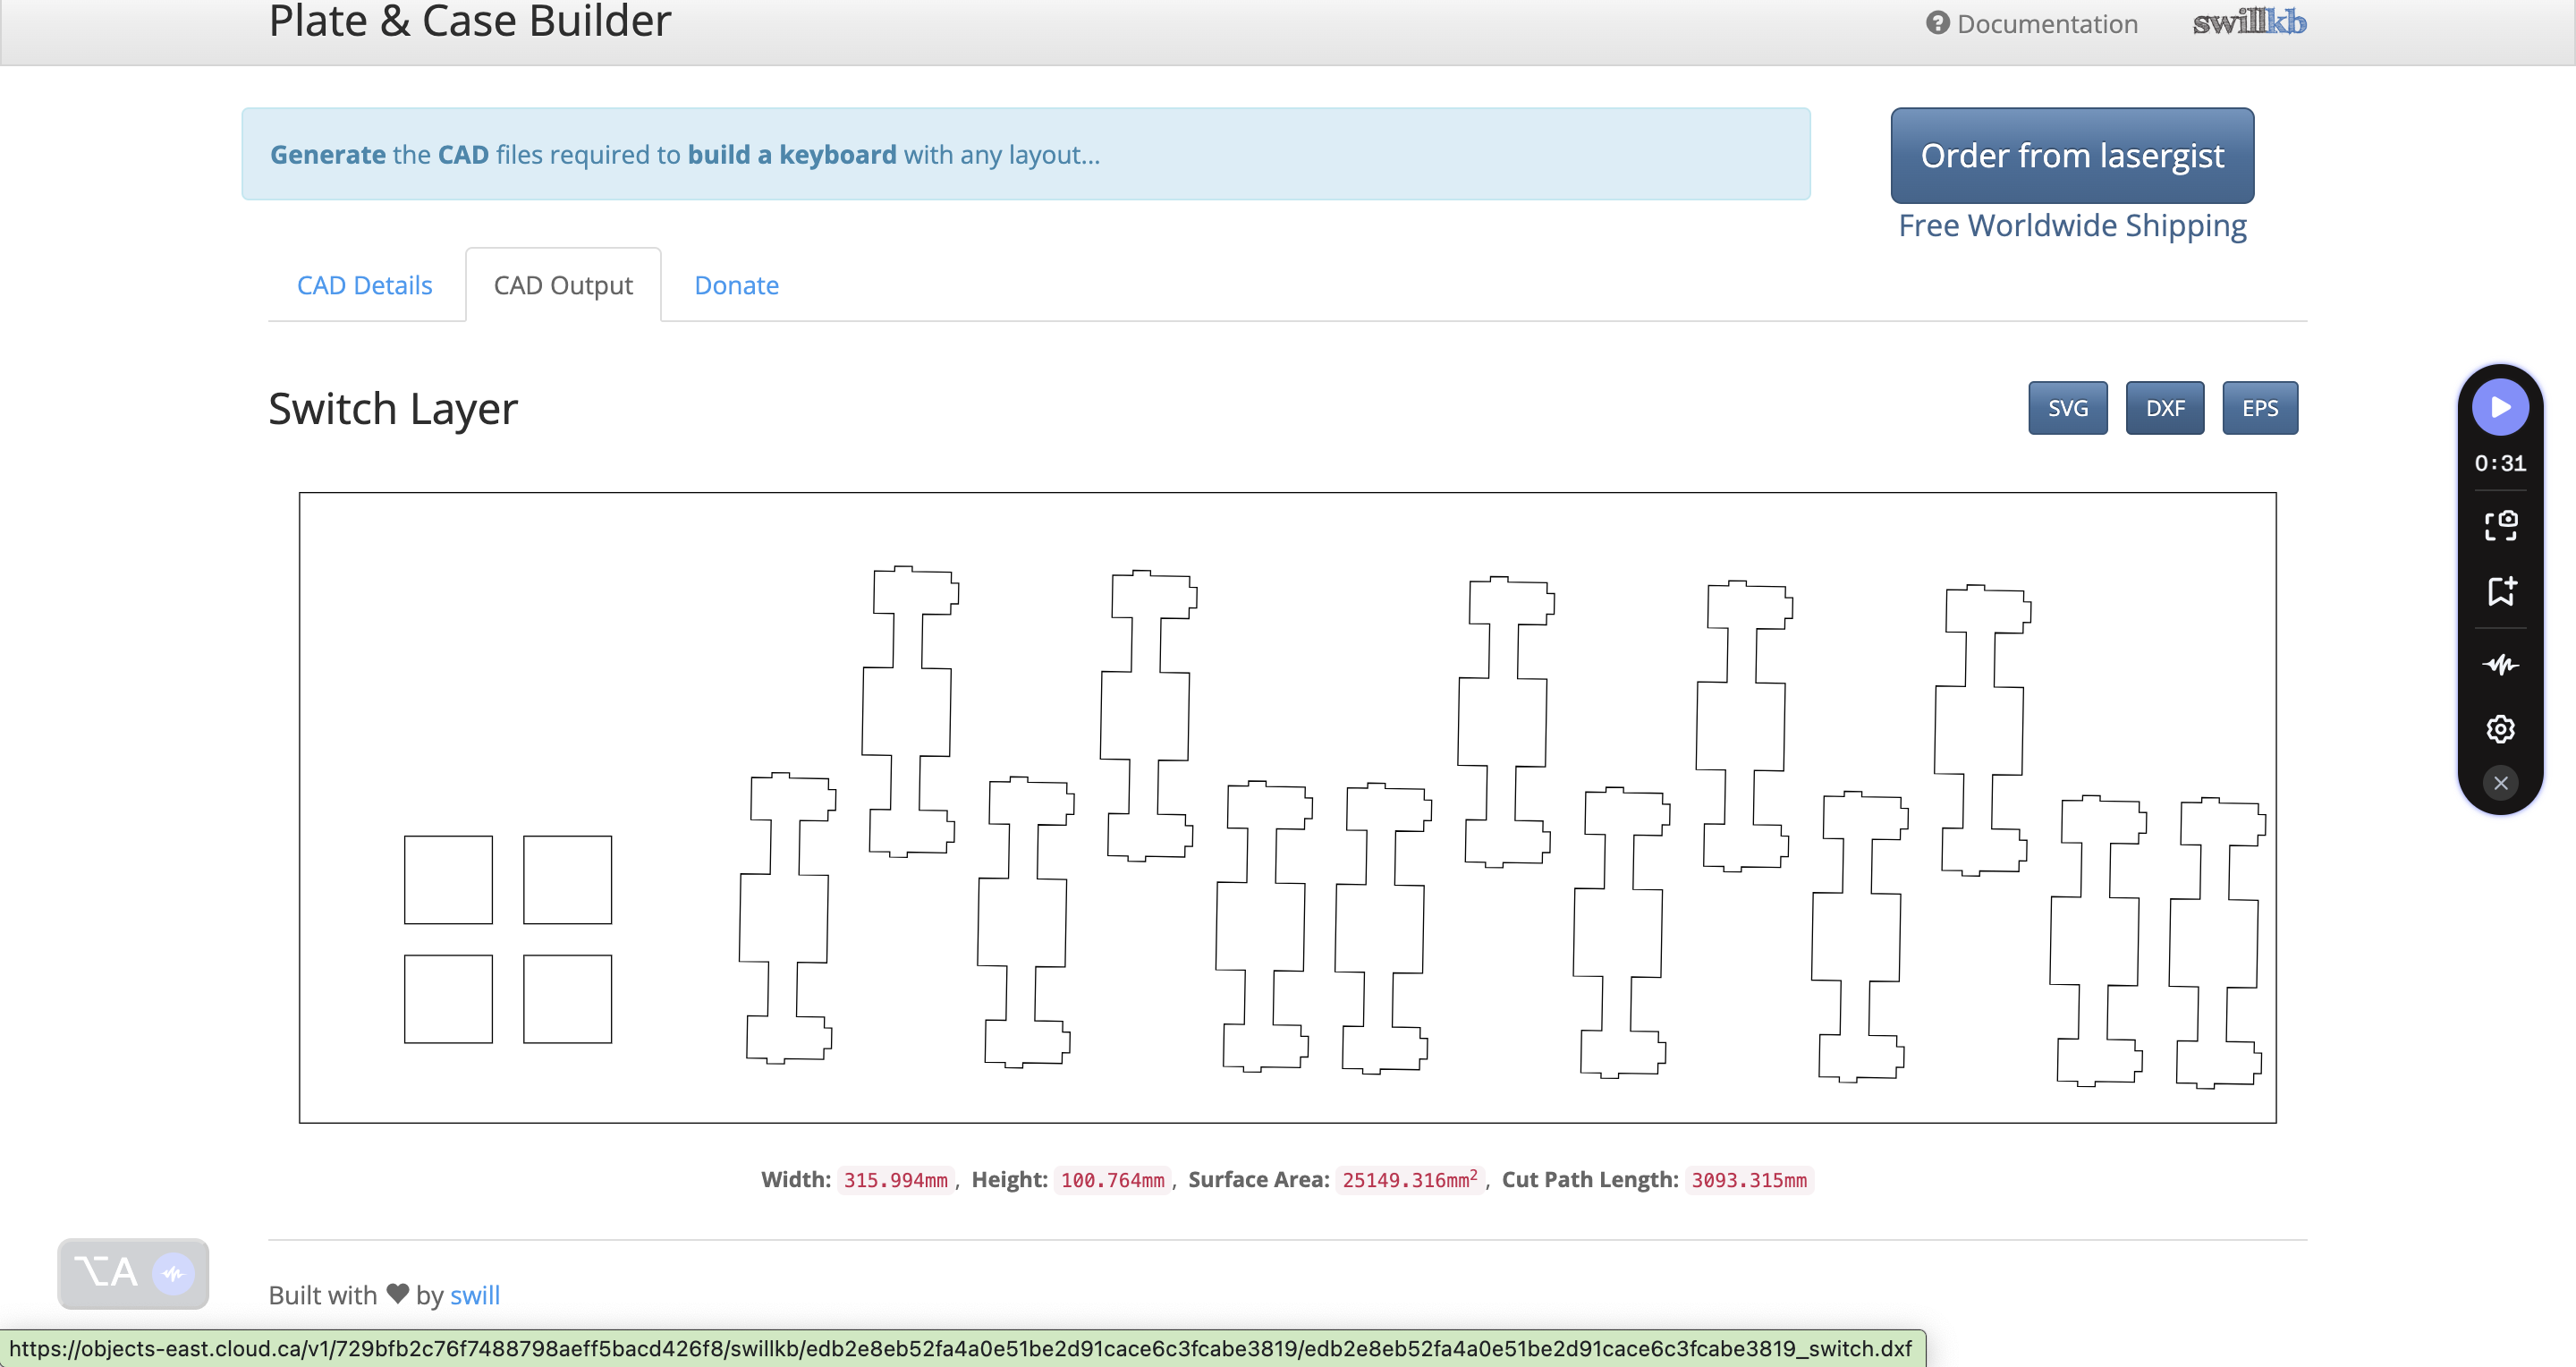 Plate & Case Builder
Documentation
swillkb
Generate the CAD files required to build a keyboard with any layout...
Order from lasergist
Free Worldwide Shipping
CAD Details
CAD Output
Donate
Switch Layer
SVG
DXF
EPS
0:31
Width: 315.994mm, Height: 100.764mm, Surface Area: 25149.316mm², Cut Path Length: 3093.315mm
⌥A
Built with ♥ by swill
https://objects-east.cloud.ca/v1/729bfb2c76f7488798aeff5bacd426f8/swillkb/edb2e8eb52fa4a0e51be2d91cace6c3fcabe3819/edb2e8eb52fa4a0e51be2d91cace6c3fcabe3819_switch.dxf